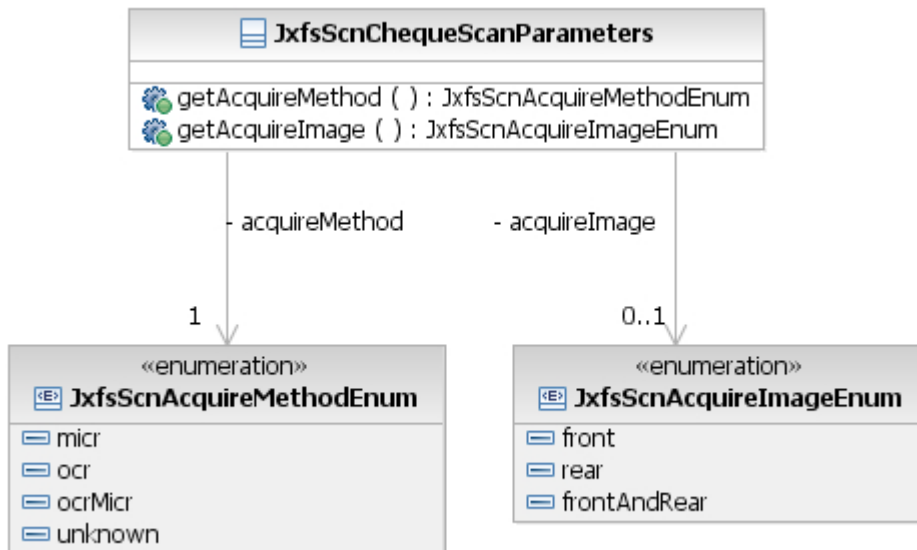 JxfsScnChequeScanParameters
getAcquireMethod ( ) : JxfsScnAcquireMethodEnum
getAcquireImage ( ) : JxfsScnAcquireImageEnum
- acquireMethod
- acquireImage
1
0..1
«enumeration»
JxfsScnAcquireMethodEnum
micr
ocr
ocrMicr
unknown
«enumeration»
JxfsScnAcquireImageEnum
front
rear
frontAndRear